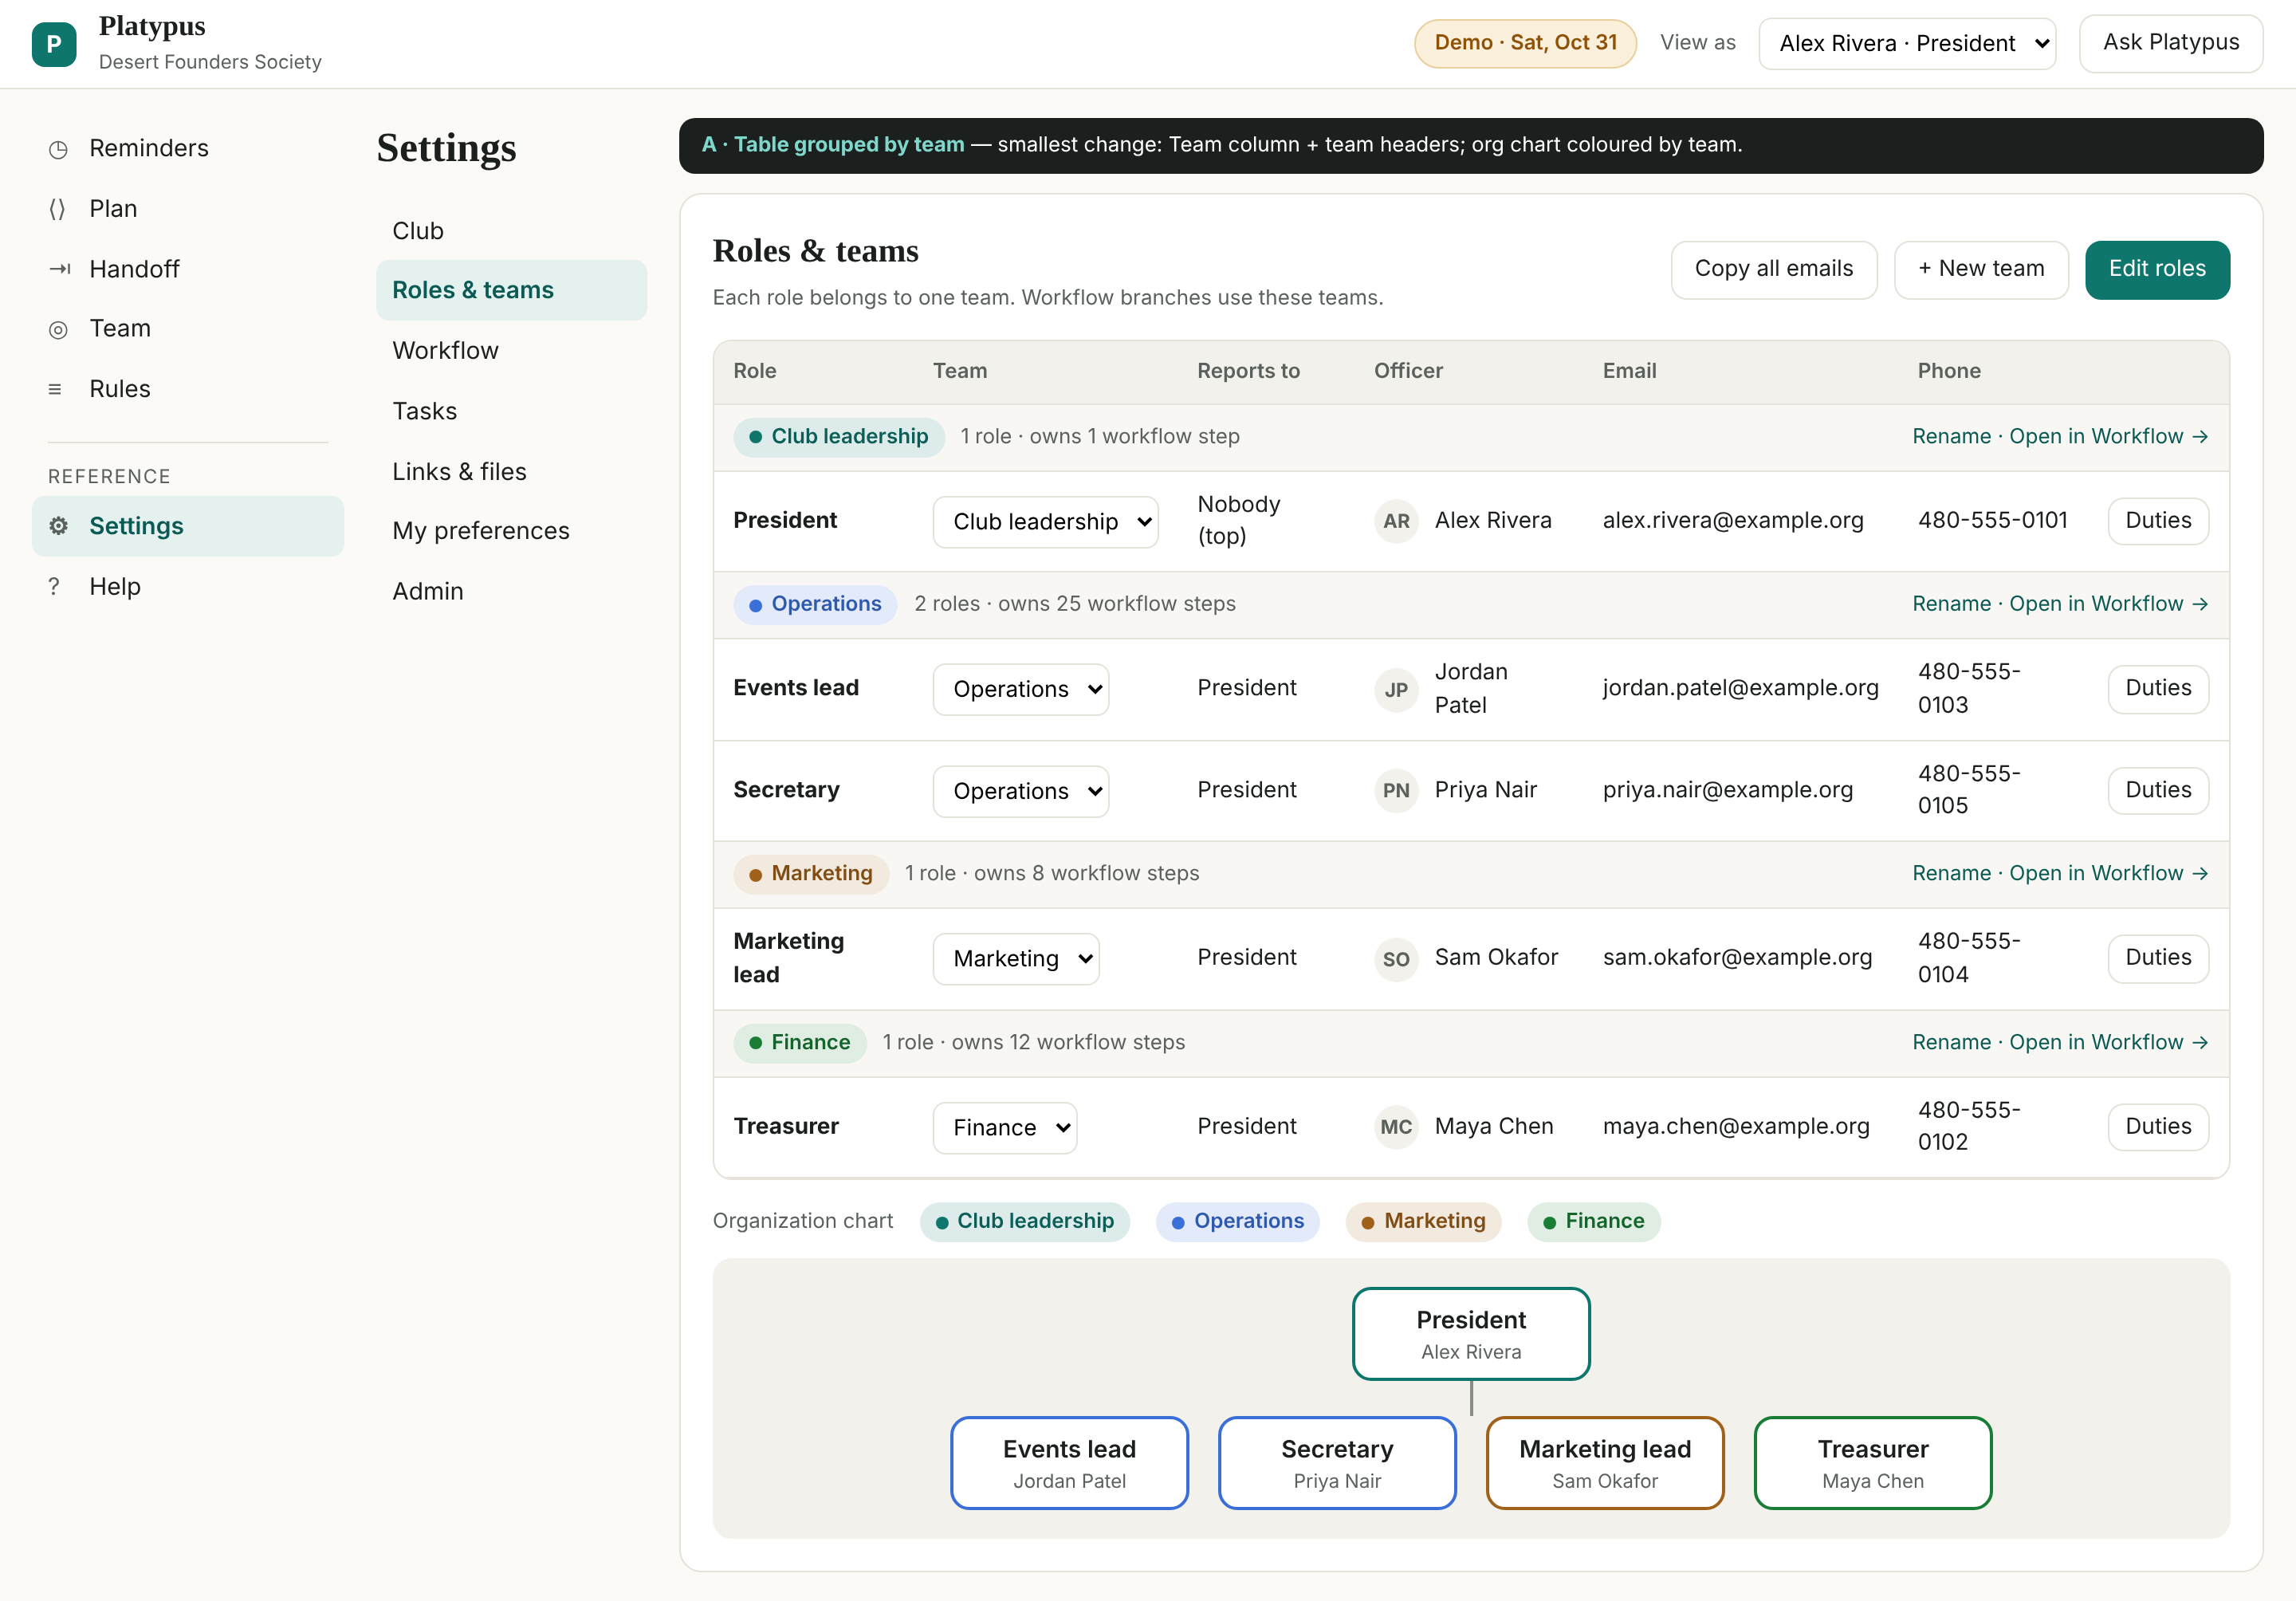 P
Platypus
Desert Founders Society
Demo · Sat, Oct 31
View as
Alex Rivera · President
Ask Platypus
Reminders
Plan
Handoff
Team
Rules
REFERENCE
Settings
? Help
Settings
Club
Roles & teams
Workflow
Tasks
Links & files
My preferences
Admin
A · Table grouped by team — smallest change: Team column + team headers; org chart coloured by team.
Roles & teams
Each role belongs to one team. Workflow branches use these teams.
Copy all emails
+ New team
Edit roles
Role Team Reports to Officer Email Phone
Club leadership 1 role · owns 1 workflow step Rename · Open in Workflow →
President Club leadership Nobody (top) AR Alex Rivera alex.rivera@example.org 480-555-0101 Duties
Operations 2 roles · owns 25 workflow steps Rename · Open in Workflow →
Events lead Operations President JP Jordan Patel jordan.patel@example.org 480-555-0103 Duties
Secretary Operations President PN Priya Nair priya.nair@example.org 480-555-0105 Duties
Marketing 1 role · owns 8 workflow steps Rename · Open in Workflow →
Marketing lead Marketing President SO Sam Okafor sam.okafor@example.org 480-555-0104 Duties
Finance 1 role · owns 12 workflow steps Rename · Open in Workflow →
Treasurer Finance President MC Maya Chen maya.chen@example.org 480-555-0102 Duties
Organization chart Club leadership Operations Marketing Finance
President
Alex Rivera
Events lead
Jordan Patel
Secretary
Priya Nair
Marketing lead
Sam Okafor
Treasurer
Maya Chen